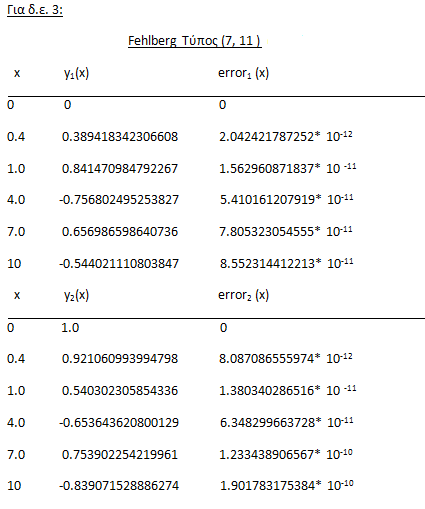 Για δ.ε. 3:
Fehlberg Τύπος (7, 11 )
x y₁(x) error₁ (x)
0 0 0
0.4 0.389418342306608 2.042421787252* 10⁻¹²
1.0 0.841470984792267 1.562960871837* 10 ⁻¹¹
4.0 -0.756802495253827 5.410161207919* 10⁻¹¹
7.0 0.656986598640736 7.805323054555* 10⁻¹¹
10 -0.544021110803847 8.552314412213* 10⁻¹¹
x y₂(x) error₂ (x)
0 1.0 0
0.4 0.921060993994798 8.087086555974* 10⁻¹²
1.0 0.540302305854336 1.380340286516* 10 ⁻¹¹
4.0 -0.653643620800129 6.348299663728* 10⁻¹¹
7.0 0.753902254219961 1.233438906567* 10⁻¹⁰
10 -0.839071528886274 1.901783175384* 10⁻¹⁰